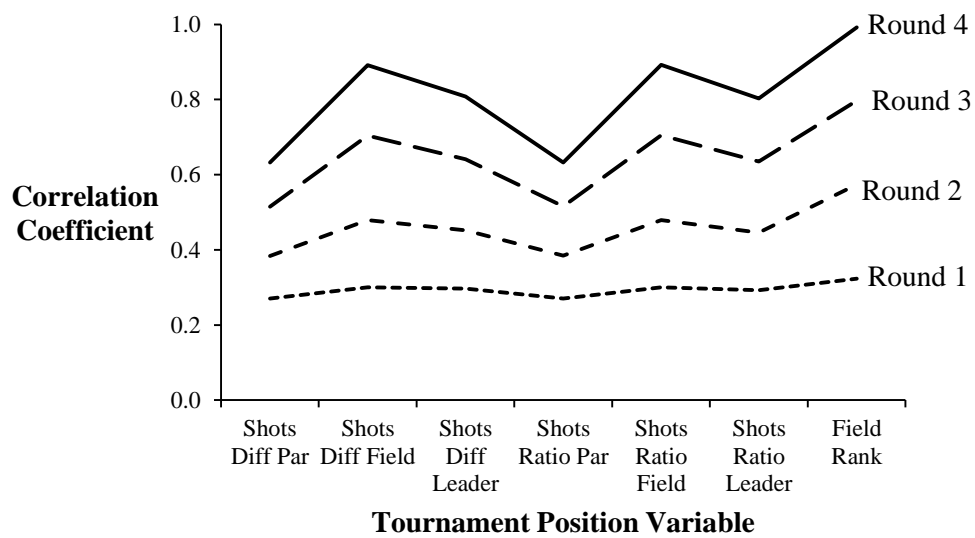 1.0
0.8
0.6
0.4
0.2
0.0
Correlation
Coefficient
Round 4
Round 3
Round 2
Round 1
Shots
Diff Par
Shots
Diff Field
Shots
Diff
Leader
Shots
Ratio Par
Shots
Ratio
Field
Shots
Ratio
Leader
Field
Rank
Tournament Position Variable